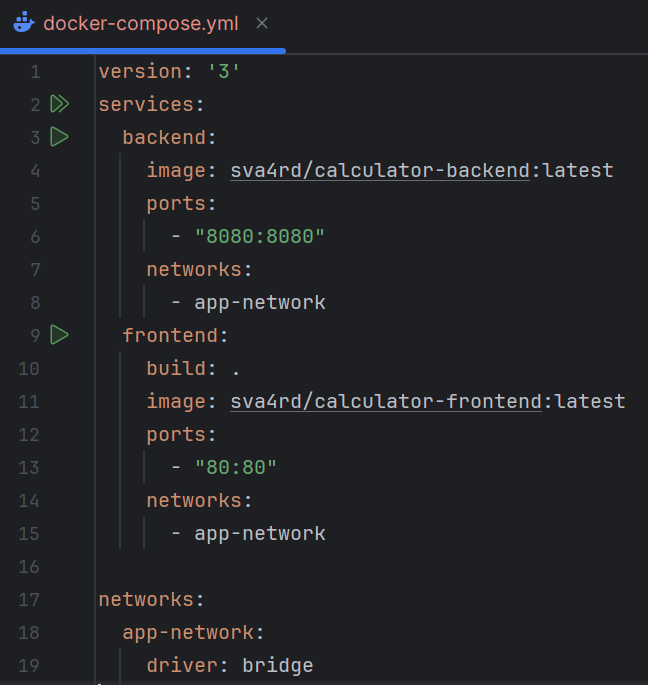 docker-compose.yml
1 version: '3'
2 services:
3   backend:
4     image: sva4rd/calculator-backend:latest
5     ports:
6       - "8080:8080"
7     networks:
8       - app-network
9   frontend:
10     build: .
11     image: sva4rd/calculator-frontend:latest
12     ports:
13       - "80:80"
14     networks:
15       - app-network
16
17 networks:
18   app-network:
19     driver: bridge